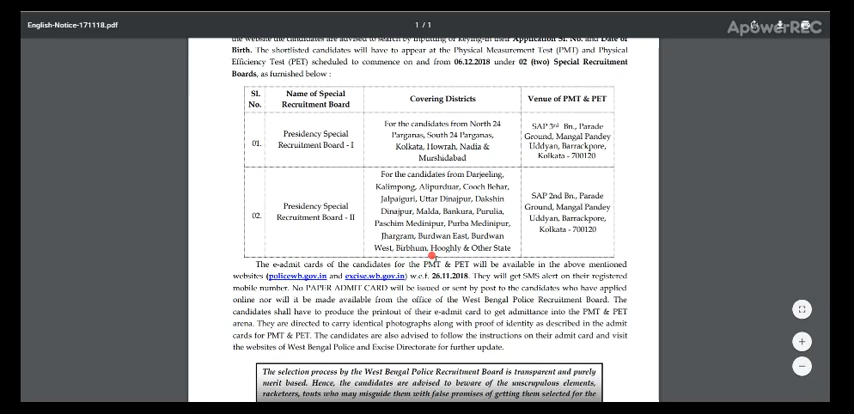 English-Notice-171118.pdf
1 / 1
ApowerREC
the website the candidates are advised to search by inputting or keying-in their Application Sl. No. and Date of
Birth. The shortlisted candidates will have to appear at the Physical Measurement Test (PMT) and Physical
Efficiency Test (PET) scheduled to commence on and from 06.12.2018 under 02 (two) Special Recruitment
Boards, as furnished below :
Sl. No.
Name of Special Recruitment Board
Covering Districts
Venue of PMT & PET
01.
Presidency Special
Recruitment Board - I
For the candidates from North 24
Parganas, South 24 Parganas,
Kolkata, Howrah, Nadia &
Murshidabad
SAP 3rd Bn., Parade
Ground, Mangal Pandey
Uddyan, Barrackpore,
Kolkata - 700120
02.
Presidency Special
Recruitment Board - II
For the candidates from Darjeeling,
Kalimpong, Alipurduar, Cooch Behar,
Jalpaiguri, Uttar Dinajpur, Dakshin
Dinajpur, Malda, Bankura, Purulia,
Paschim Medinipur, Purba Medinipur,
Jhargram, Burdwan East, Burdwan
West, Birbhum, Hooghly & Other State
SAP 2nd Bn., Parade
Ground, Mangal Pandey
Uddyan, Barrackpore,
Kolkata - 700120
The e-admit cards of the candidates for the PMT & PET will be available in the above mentioned
websites (policewb.gov.in and excise.wb.gov.in) w.e.f. 26.11.2018. They will get SMS alert on their registered
mobile number. No PAPER ADMIT CARD will be issued or sent by post to the candidates who have applied
online nor will it be made available from the office of the West Bengal Police Recruitment Board. The
candidates shall have to produce the printout of their e-admit card to get admittance into the PMT & PET
arena. They are directed to carry identical photographs along with proof of identity as described in the admit
cards for PMT & PET. The candidates are also advised to follow the instructions on their admit card and visit
the websites of West Bengal Police and Excise Directorate for further update.
The selection process by the West Bengal Police Recruitment Board is transparent and purely
merit based. Hence, the candidates are advised to beware of the unscrupulous elements,
racketeers, touts who may misguide them with false promises of getting them selected for the